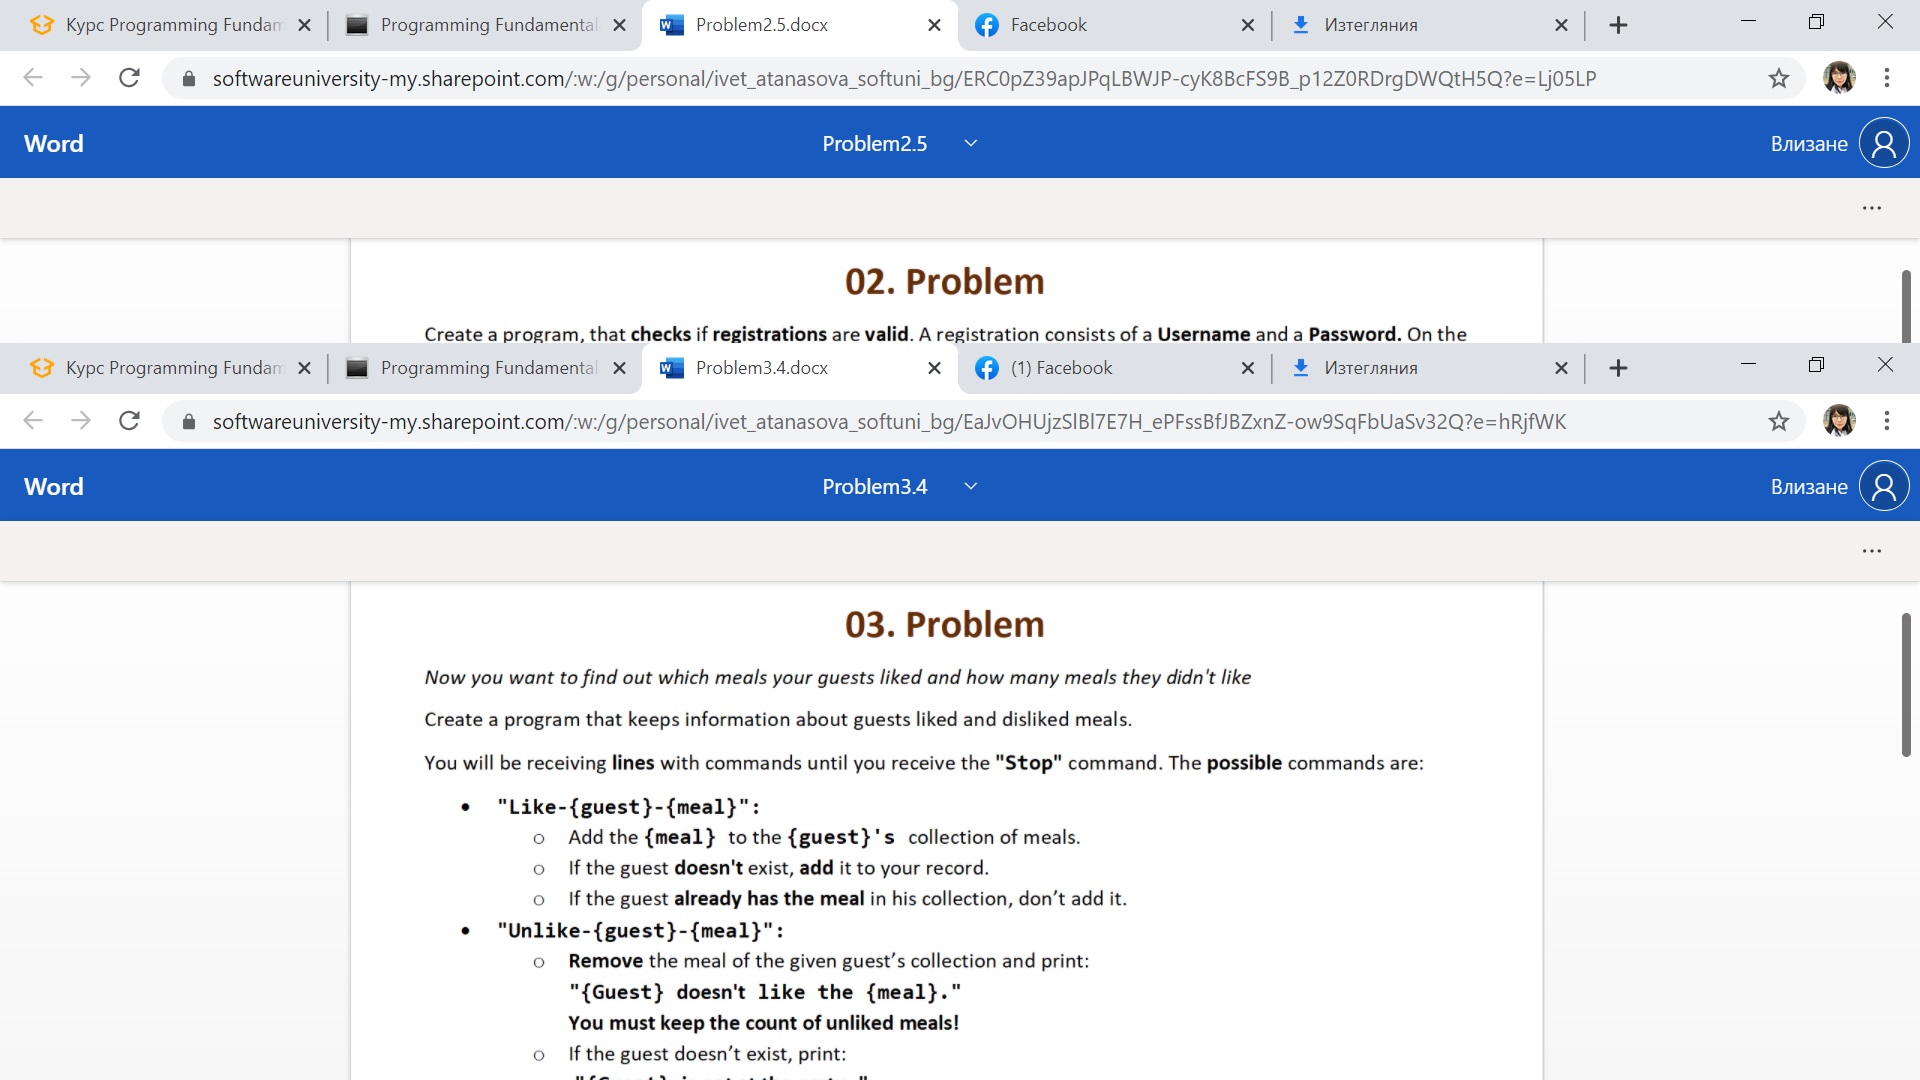 Курс Programming Fundam
Programming Fundamental
Problem2.5.docx
Facebook
Изтегляния
softwareuniversity-my.sharepoint.com/:w:/g/personal/ivet_atanasova_softuni_bg/ERC0pZ39apJPqLBWJP-cyK8BcFS9B_p12Z0RDrgDWQtH5Q?e=Lj05LP
Word
Problem2.5
Влизане
02. Problem
Create a program, that checks if registrations are valid. A registration consists of a Username and a Password. On the
Курс Programming Fundam
Programming Fundamental
Problem3.4.docx
(1) Facebook
Изтегляния
softwareuniversity-my.sharepoint.com/:w:/g/personal/ivet_atanasova_softuni_bg/EaJvOHUjzSlBl7E7H_ePFssBfJBZxnZ-ow9SqFbUaSv32Q?e=hRjfWK
Word
Problem3.4
Влизане
03. Problem
Now you want to find out which meals your guests liked and how many meals they didn't like
Create a program that keeps information about guests liked and disliked meals.
You will be receiving lines with commands until you receive the "Stop" command. The possible commands are:
• "Like-{guest}-{meal}":
o Add the {meal} to the {guest}'s collection of meals.
o If the guest doesn't exist, add it to your record.
o If the guest already has the meal in his collection, don’t add it.
• "Unlike-{guest}-{meal}":
o Remove the meal of the given guest’s collection and print:
"{Guest} doesn't like the {meal}."
You must keep the count of unliked meals!
o If the guest doesn’t exist, print: